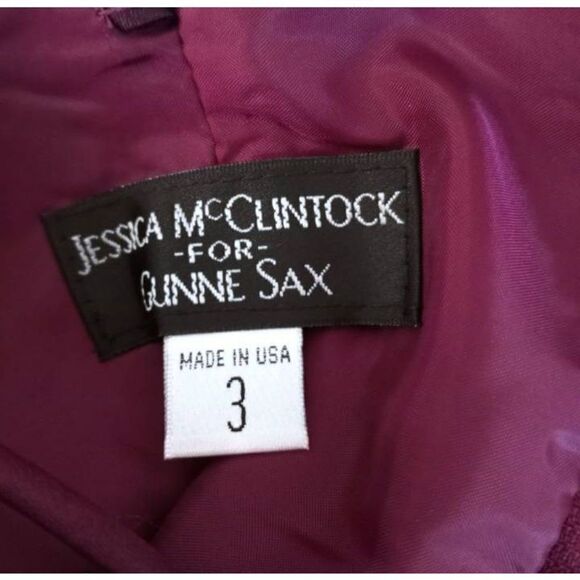 JESSICA McCLINTOCK
-FOR-
GUNNE SAX
MADE IN USA
3